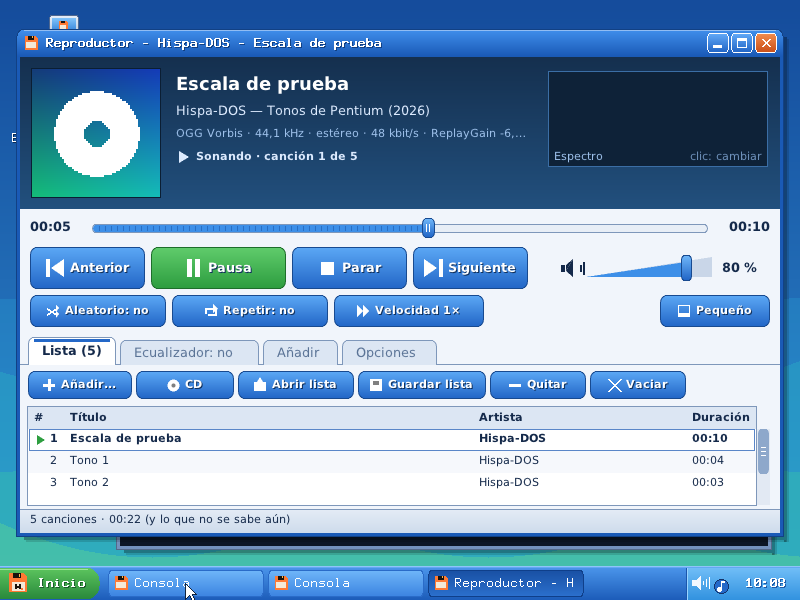 Reproductor - Hispa-DOS - Escala de prueba
Escala de prueba
Hispa-DOS — Tonos de Pentium (2026)
OGG Vorbis · 44,1 kHz · estéreo · 48 kbit/s · ReplayGain -6,...
Sonando · canción 1 de 5
Espectro clic: cambiar
00:05 00:10
Anterior Pausa Parar Siguiente 80 %
Aleatorio: no Repetir: no Velocidad 1× Pequeño
Lista (5) Ecualizador: no Añadir Opciones
Añadir... CD Abrir lista Guardar lista Quitar Vaciar
# Título Artista Duración
1 Escala de prueba Hispa-DOS 00:10
2 Tono 1 Hispa-DOS 00:04
3 Tono 2 Hispa-DOS 00:03
5 canciones · 00:22 (y lo que no se sabe aún)
Inicio Consola Consola Reproductor - H 10:08